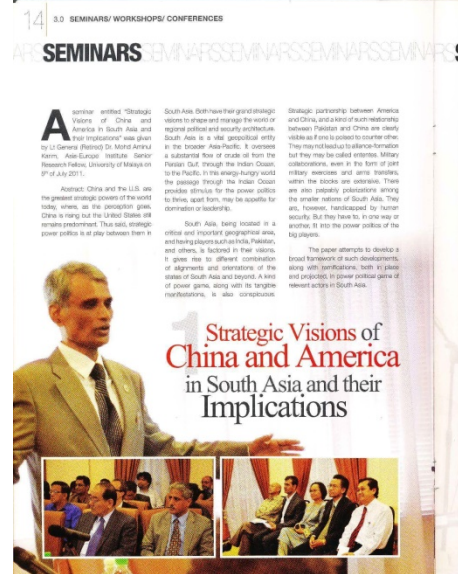 14
3.0 SEMINARS/ WORKSHOPS/ CONFERENCES
SEMINARS
A seminar entitled "Strategic
Visions of China and
America in South Asia and
their Implications" was given
by Lt General (Retired) Dr. Mohd Aminul
Karim, Asia-Europe Institute Senior
Research Fellow, University of Malaya on
5th of July 2011.
Abstract: China and the U.S. are
the greatest strategic powers of the world
today, where, as the perception goes,
China is rising but the United States still
remains predominant. Thus said, strategic
power politics is at play between them in
South Asia. Both have their grand strategic
visions to shape and manage the world or
regional political and security architecture.
South Asia is a vital geopolitical entity
in the broader Asia-Pacific. It oversees
a substantial flow of crude oil from the
Persian Gulf, through the Indian Ocean,
to the Pacific. In this energy-hungry world
the passage through the Indian Ocean
provides stimulus for the power politics
to thrive, apart from, may be appetite for
domination or leadership.
South Asia, being located in a
critical and important geographical area,
and having players such as India, Pakistan,
and others, is factored in their visions.
It gives rise to different combination
of alignments and orientations of the
states of South Asia and beyond. A kind
of power game, along with its tangible
manifestations, is also conspicuous.
Strategic partnership between America
and China, and a kind of such relationship
between Pakistan and China are clearly
visible as if one is poised to counter other.
They may not lead up to alliance-formation
but they may be called ententes. Military
collaborations, even in the form of joint
military exercises and arms transfers,
within the blocks are extensive. There
are also palpably polarizations among
the smaller nations of South Asia. They
are, however, handicapped by human
security. But they have to, in one way or
another, fit into the power politics of the
big players.
The paper attempts to develop a
broad framework of such developments,
along with ramifications, both in place
and projected, in power political game of
relevant actors in South Asia.
1
Strategic Visions of
China and America
in South Asia and their
Implications